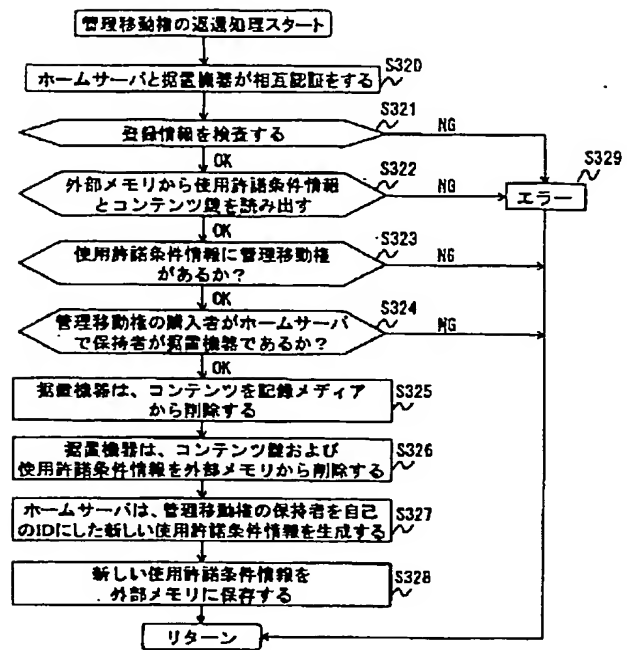 管理移動権の返還処理スタート
S320
ホームサーバと据置機器が相互認証をする
S321
登録情報を検査する
NG
OK
S322
外部メモリから使用許諾条件情報
とコンテンツ鍵を読み出す
NG
S329
エラー
OK
S323
使用許諾条件情報に管理移動権
があるか?
NG
OK
S324
管理移動権の購入者がホームサーバ
で保持者が据置機器であるか?
NG
OK
据置機器は、コンテンツを記録メディア
から削除する
S325
据置機器は、コンテンツ鍵および
使用許諾条件情報を外部メモリから削除する
S326
ホームサーバは、管理移動権の保持者を自己
のIDにした新しい使用許諾条件情報を生成する
S327
新しい使用許諾条件情報を
外部メモリに保存する
S328
リターン